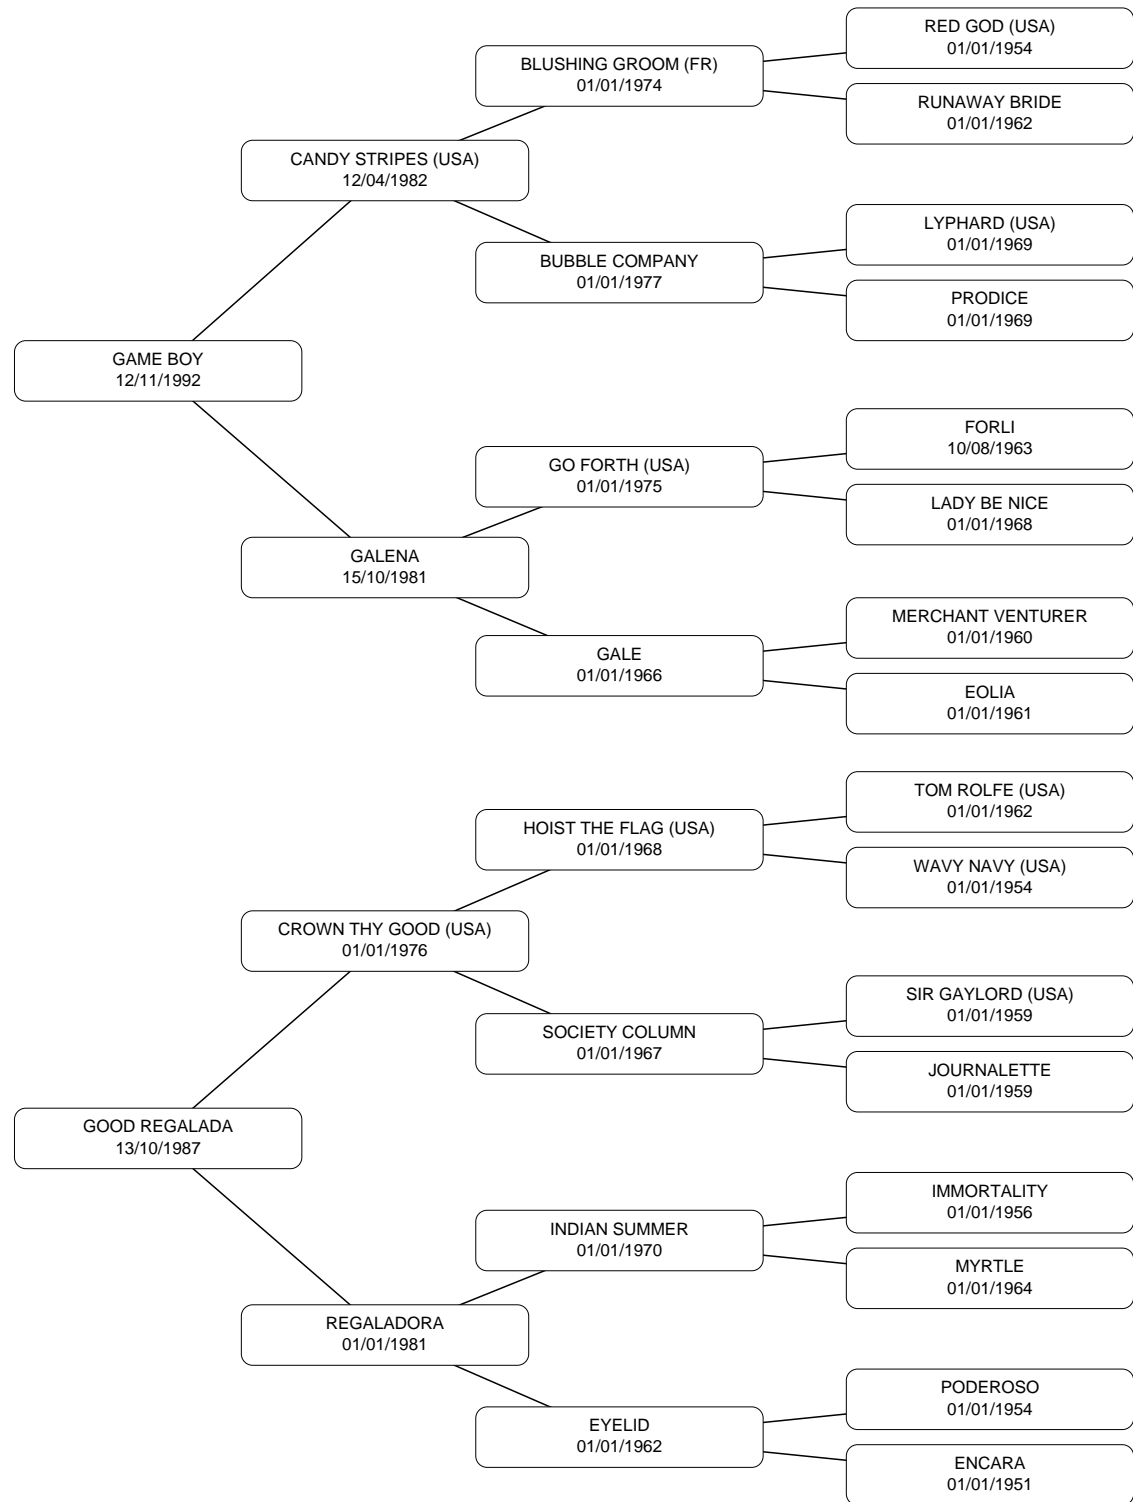 RED GOD (USA)
01/01/1954
BLUSHING GROOM (FR)
01/01/1974
RUNAWAY BRIDE
01/01/1962
CANDY STRIPES (USA)
12/04/1982
LYPHARD (USA)
01/01/1969
BUBBLE COMPANY
01/01/1977
PRODICE
01/01/1969
GAME BOY
12/11/1992
FORLI
10/08/1963
GO FORTH (USA)
01/01/1975
LADY BE NICE
01/01/1968
GALENA
15/10/1981
MERCHANT VENTURER
01/01/1960
GALE
01/01/1966
EOLIA
01/01/1961
TOM ROLFE (USA)
01/01/1962
HOIST THE FLAG (USA)
01/01/1968
WAVY NAVY (USA)
01/01/1954
CROWN THY GOOD (USA)
01/01/1976
SIR GAYLORD (USA)
01/01/1959
SOCIETY COLUMN
01/01/1967
JOURNALETTE
01/01/1959
GOOD REGALADA
13/10/1987
IMMORTALITY
01/01/1956
INDIAN SUMMER
01/01/1970
MYRTLE
01/01/1964
REGALADORA
01/01/1981
PODEROSO
01/01/1954
EYELID
01/01/1962
ENCARA
01/01/1951